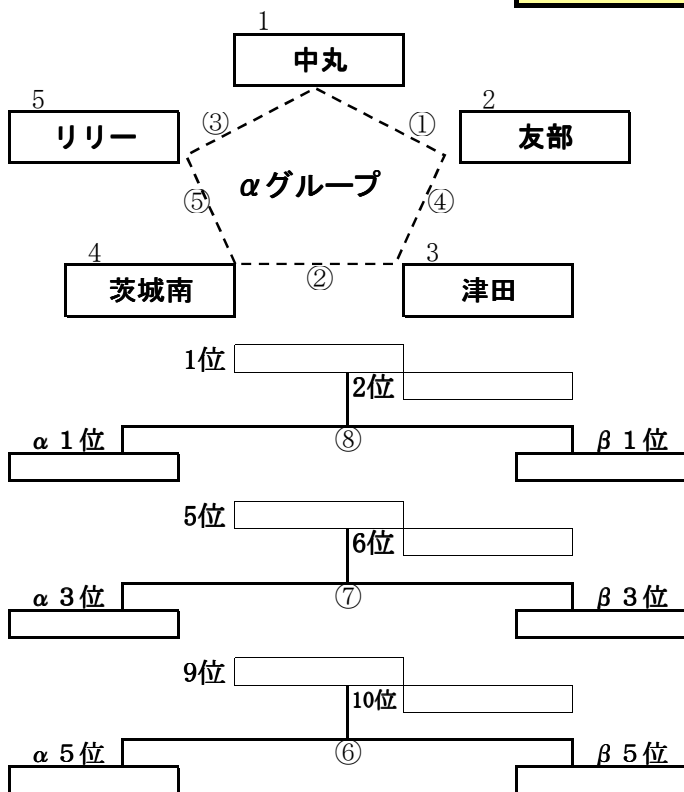 1
中丸
5
2
リリー
③
①
友部
αグループ
⑤
④
4
3
茨城南
②
津田
1位
2位
α 1位
⑧
β 1位
5位
6位
α 3位
⑦
β 3位
9位
10位
α 5位
⑥
β 5位